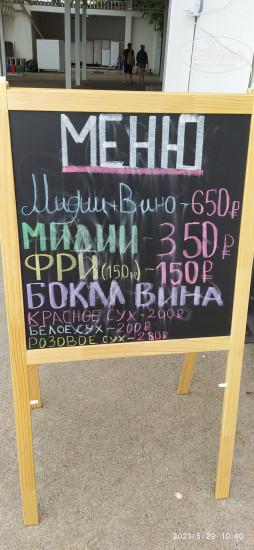 МЕНЮ
Мидии+Вино-650₽
МИДИИ-350₽
ФРИ(150гр)-150₽
БОКАЛ ВИНА
КРАСНОЕ СУХ-200₽
БЕЛОЕ СУХ-200₽
РОЗОВОЕ СУХ-280₽
2021/5/29 10:40